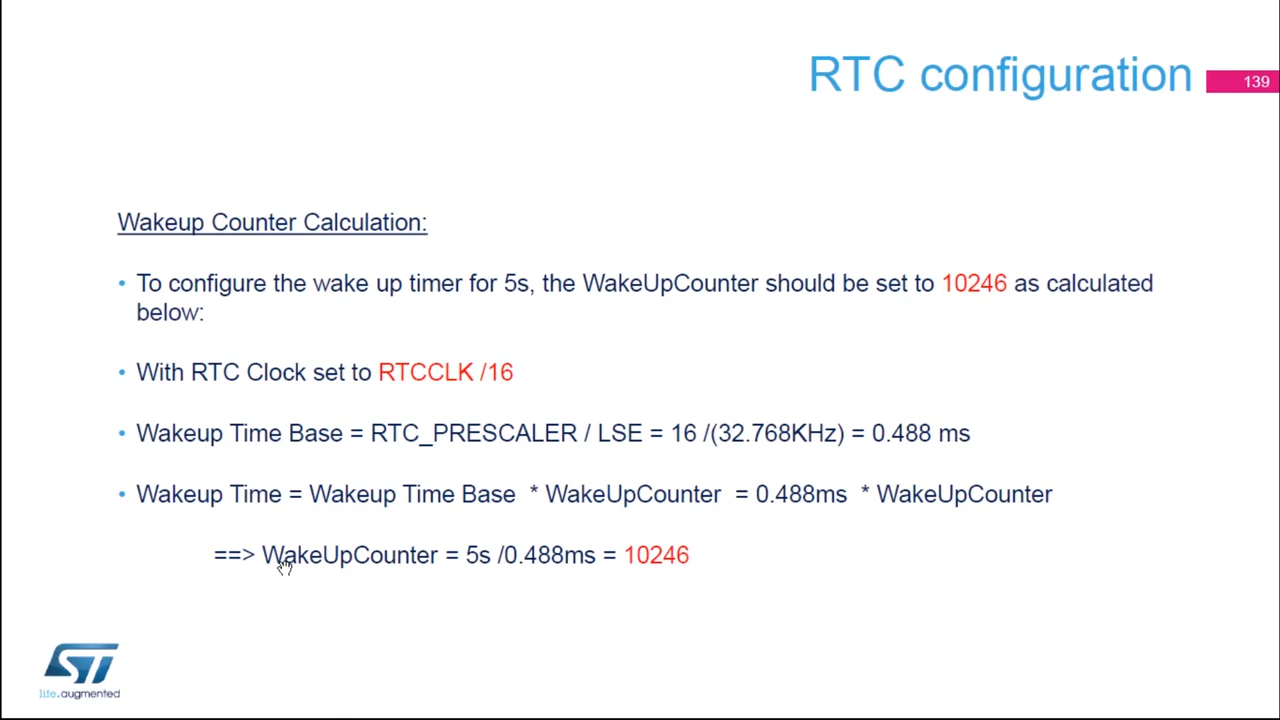 RTC configuration
139
Wakeup Counter Calculation:
• To configure the wake up timer for 5s, the WakeUpCounter should be set to 10246 as calculated
below:
• With RTC Clock set to RTCCLK /16
• Wakeup Time Base = RTC_PRESCALER / LSE = 16 /(32.768KHz) = 0.488 ms
• Wakeup Time = Wakeup Time Base * WakeUpCounter = 0.488ms * WakeUpCounter
==> WakeUpCounter = 5s /0.488ms = 10246
ST
life.augmented